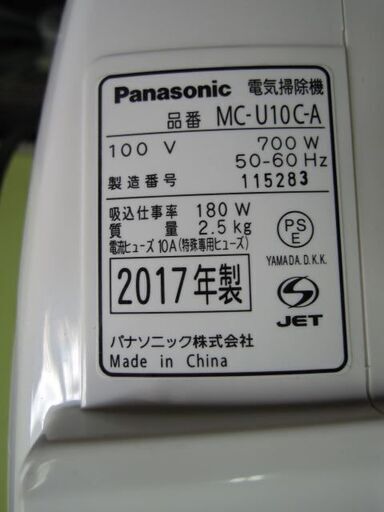 Panasonic 電気掃除機
品番 MC-U10C-A
100 V 700 W
50-60 Hz
製造番号 115283
吸込仕事率 180 W
質量 2.5 kg
電流ヒューズ 10A(特殊専用ヒューズ)
PS
E
YAMADA.D.K.K.
2017年製
S
JET
パナソニック株式会社
Made in China